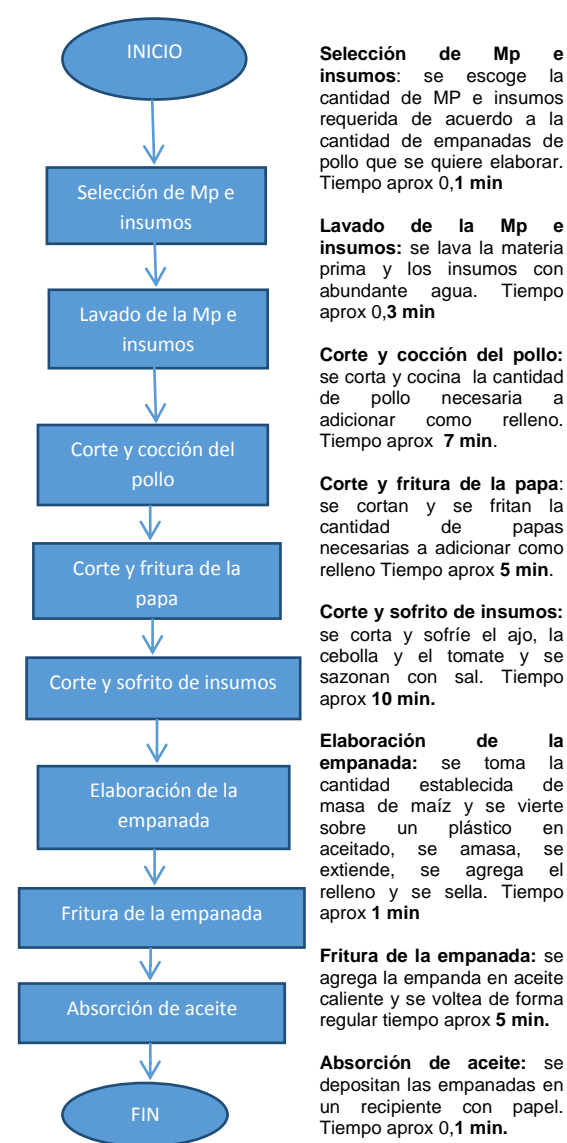 INICIO
Selección de Mp e
insumos
Lavado de la Mp e
insumos
Corte y cocción del
pollo
Corte y fritura de la
papa
Corte y sofrito de insumos
Elaboración de la
empanada
Fritura de la empanada
Absorción de aceite
FIN
Selección de Mp e
insumos: se escoge la
cantidad de MP e insumos
requerida de acuerdo a la
cantidad de empanadas de
pollo que se quiere elaborar.
Tiempo aprox 0,1 min
Lavado de la Mp e
insumos: se lava la materia
prima y los insumos con
abundante agua. Tiempo
aprox 0,3 min
Corte y cocción del pollo:
se corta y cocina la cantidad
de pollo necesaria a
adicionar como relleno.
Tiempo aprox 7 min.
Corte y fritura de la papa:
se cortan y se fritan la
cantidad de papas
necesarias a adicionar como
relleno Tiempo aprox 5 min.
Corte y sofrito de insumos:
se corta y sofríe el ajo, la
cebolla y el tomate y se
sazonan con sal. Tiempo
aprox 10 min.
Elaboración de la
empanada: se toma la
cantidad establecida de
masa de maíz y se vierte
sobre un plástico en
aceitado, se amasa, se
extiende, se agrega el
relleno y se sella. Tiempo
aprox 1 min
Fritura de la empanada: se
agrega la empanda en aceite
caliente y se voltea de forma
regular tiempo aprox 5 min.
Absorción de aceite: se
depositan las empanadas en
un recipiente con papel.
Tiempo aprox 0,1 min.